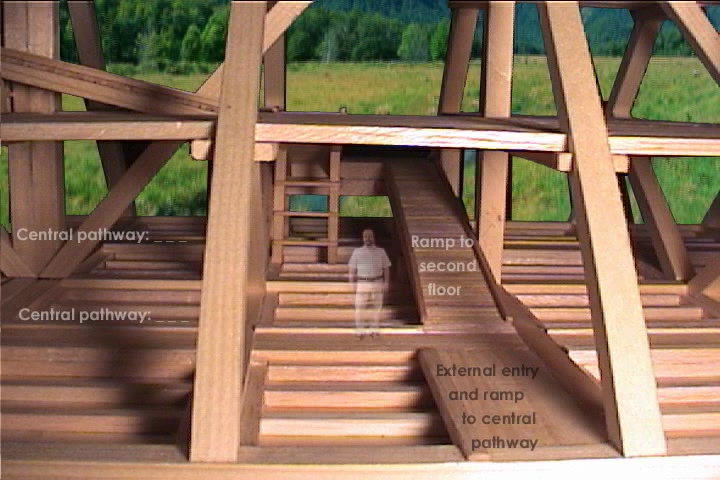 Central pathway: _ _ _ _
Ramp to
second
floor
Central pathway: _ _ _ _
External entry
and ramp
to central
pathway